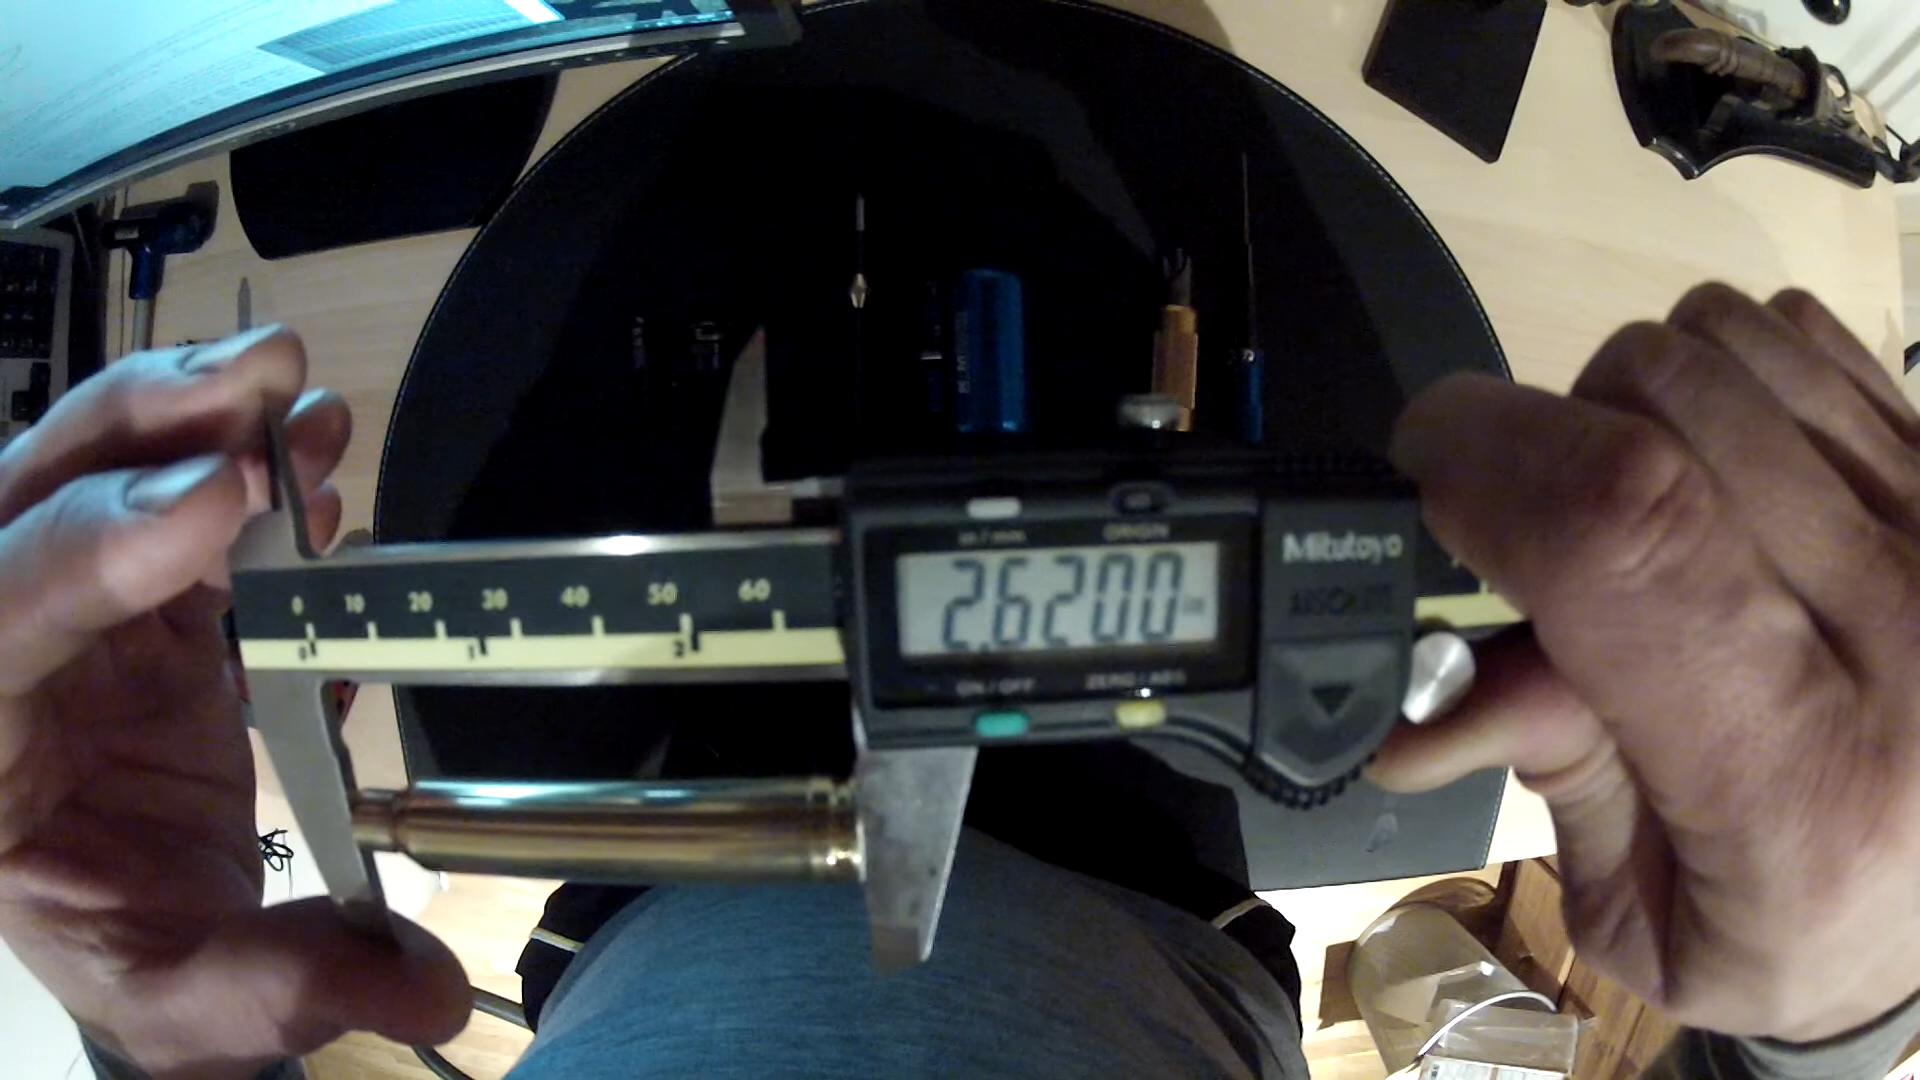 in / mm ORIGIN
Mitutoyo
2.6200 in
ABSOLUTE
0 10 20 30 40 50 60
0 1 2
ON / OFF ZERO / ABS